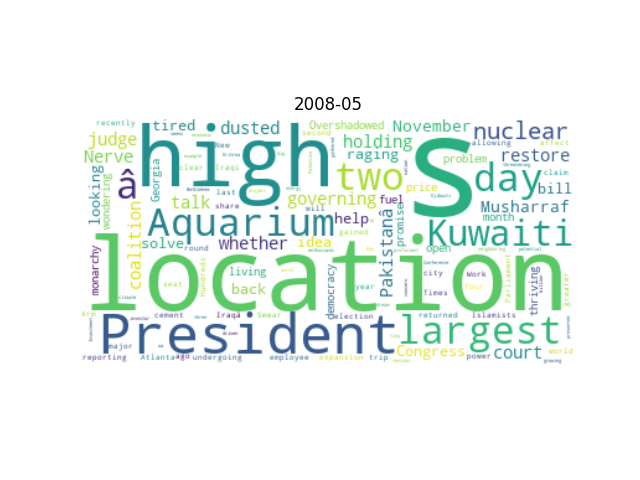 2008-05
recently tired dusted Overshadowed November nuclear
judge high New second holding s allowing affect
Nerve clear Iraqi raging problem restore
looking Georgia â last two day claim
wondering talk share governing price fuel bill
coalition Aquarium will help Pakistanâ promise month Musharraf
solve whether idea gained open Kuwaiti
monarchy round living democracy city Work Parliament thriving
seat Hundreds back year Times four greater
location
Are cement Iraqâ Smear election returned Islamists
President largest
major Congress court
reporting Atlanta ago undergoing employee expansion trip power world